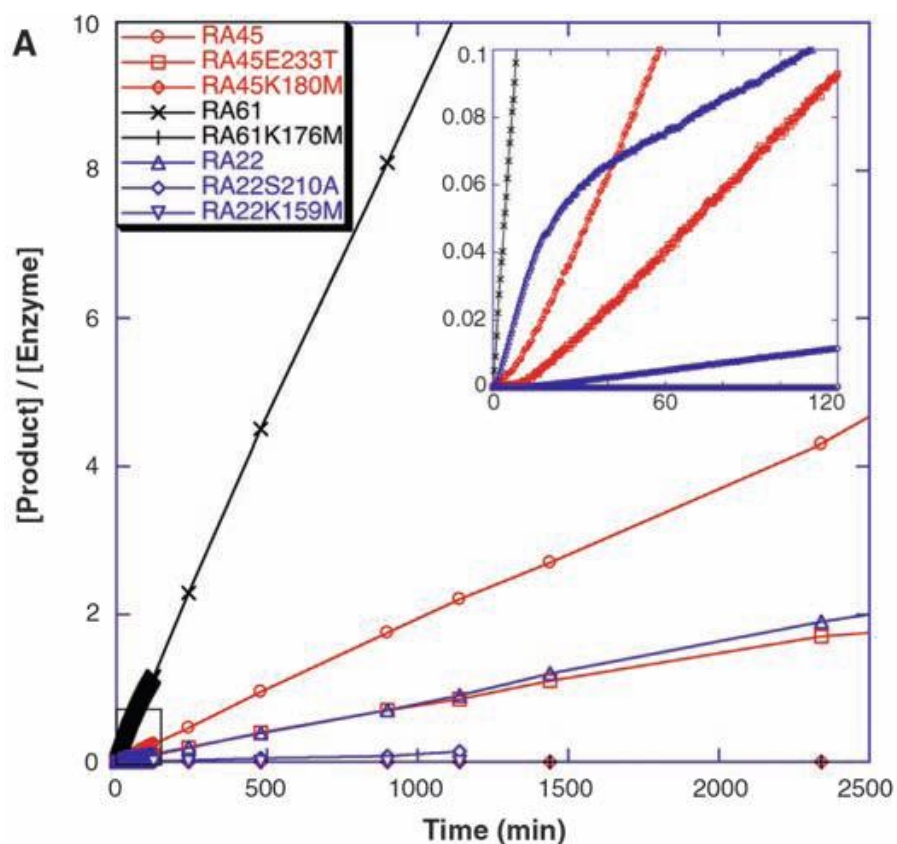 A
10
8
6
4
2
0
[Product] / [Enzyme]
RA45
RA45E233T
RA45K180M
RA61
RA61K176M
RA22
RA22S210A
RA22K159M
0.1
0.08
0.06
0.04
0.02
0
0 60 120
0 500 1000 1500 2000 2500
Time (min)